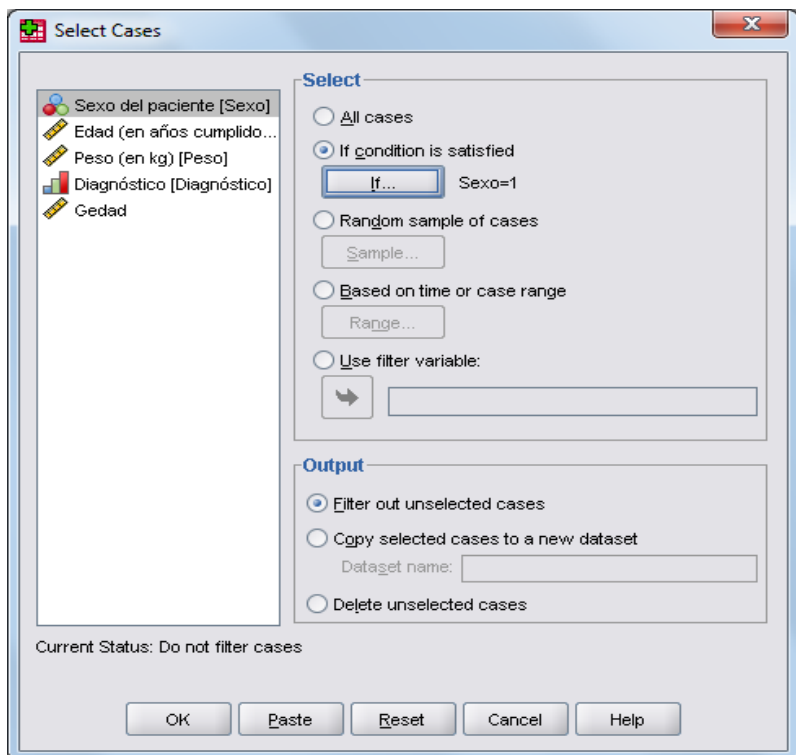 Select Cases
Sexo del paciente [Sexo]
Edad (en años cumplido...
Peso (en kg) [Peso]
Diagnóstico [Diagnóstico]
Gedad
Select
All cases
If condition is satisfied
If... Sexo=1
Random sample of cases
Sample...
Based on time or case range
Range...
Use filter variable:
Output
Filter out unselected cases
Copy selected cases to a new dataset
Dataset name:
Delete unselected cases
Current Status: Do not filter cases
OK Paste Reset Cancel Help